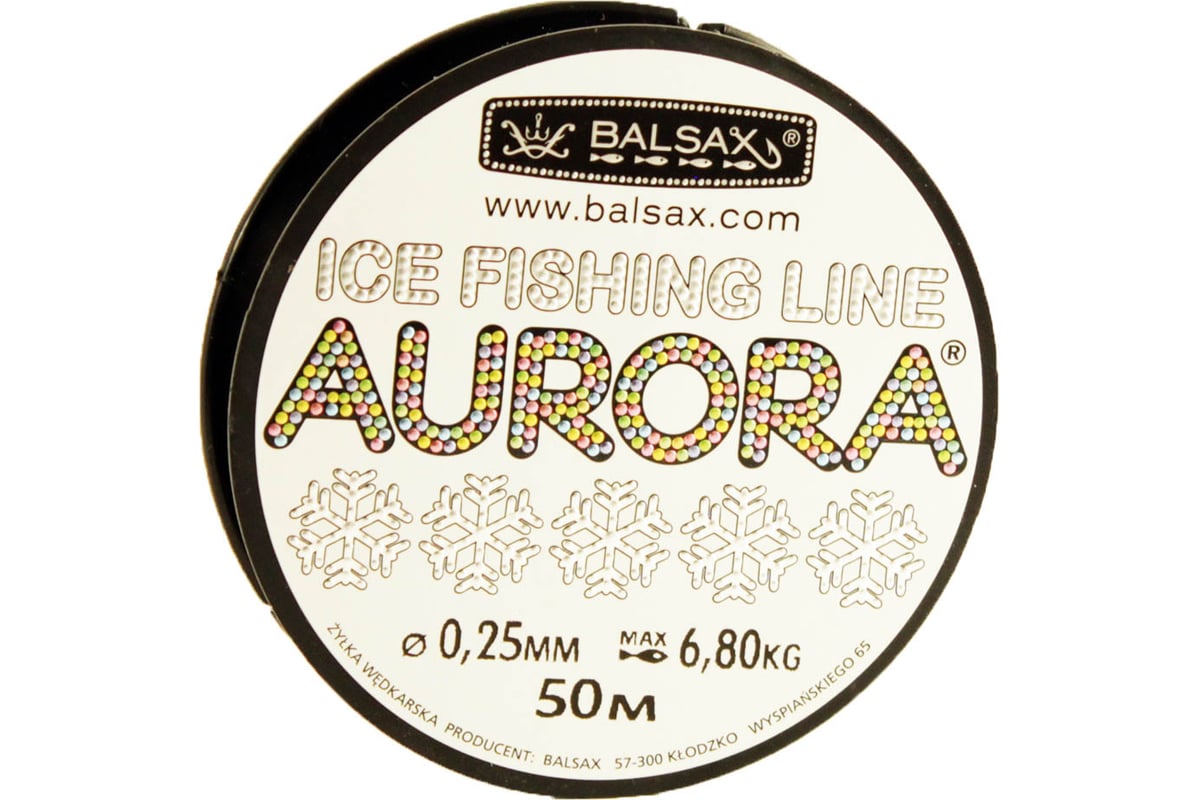 BALSAX®
www.balsax.com
ICE FISHING LINE
AURORA®
ø 0,25MM MAX 6,80KG
50M
ŻYŁKA WĘDKARSKA PRODUCENT: BALSAX 57-300 KŁODZKO WYSPIAŃSKIEGO 65